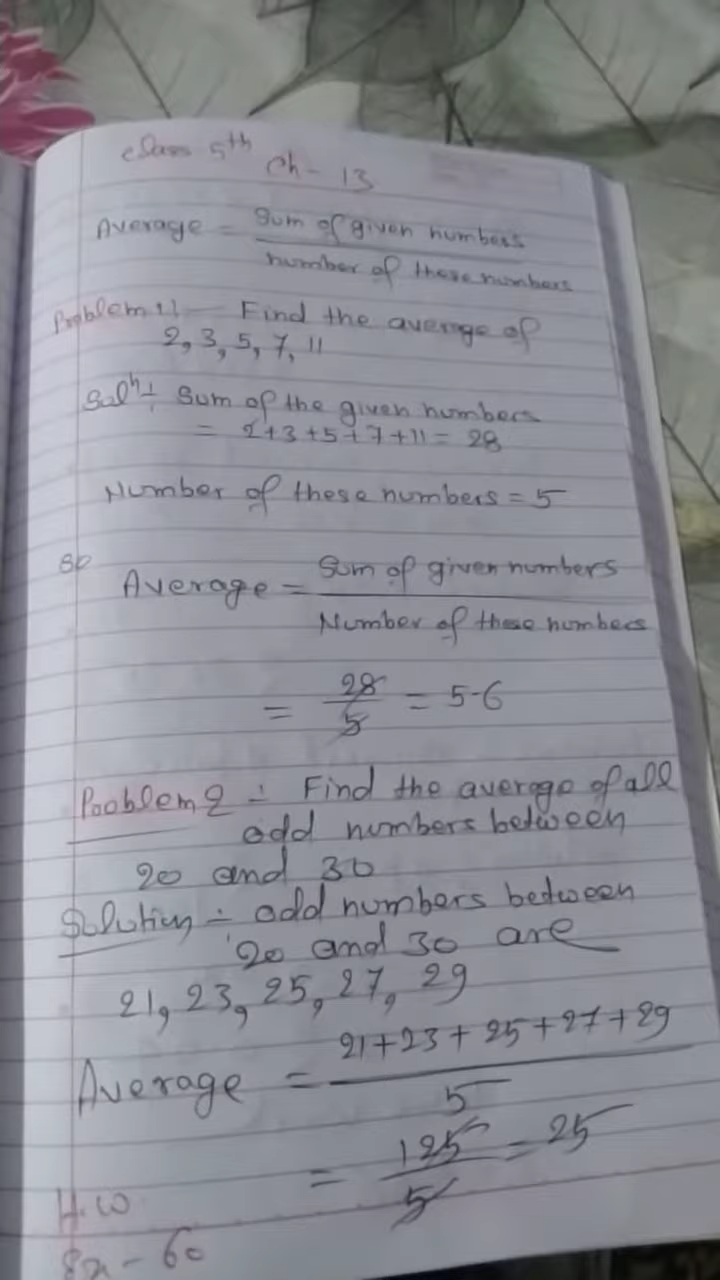 Class 5th Ch - 13
Average = Sum of given numbers
number of these numbers
Problem 1) Find the average of
2, 3, 5, 7, 11
Solⁿ :- Sum of the given numbers
= 2+3+5+7+11 = 28
Number of these numbers = 5
So
Average = Sum of given numbers
Number of these numbers
= 28/5 = 5.6
Problem 2 :- Find the average of all
odd numbers between
20 and 30
Solution :- odd numbers between
20 and 30 are
21, 23, 25, 27, 29
Average = 21+23+25+27+29
5
= 125/5 = 25
H.W